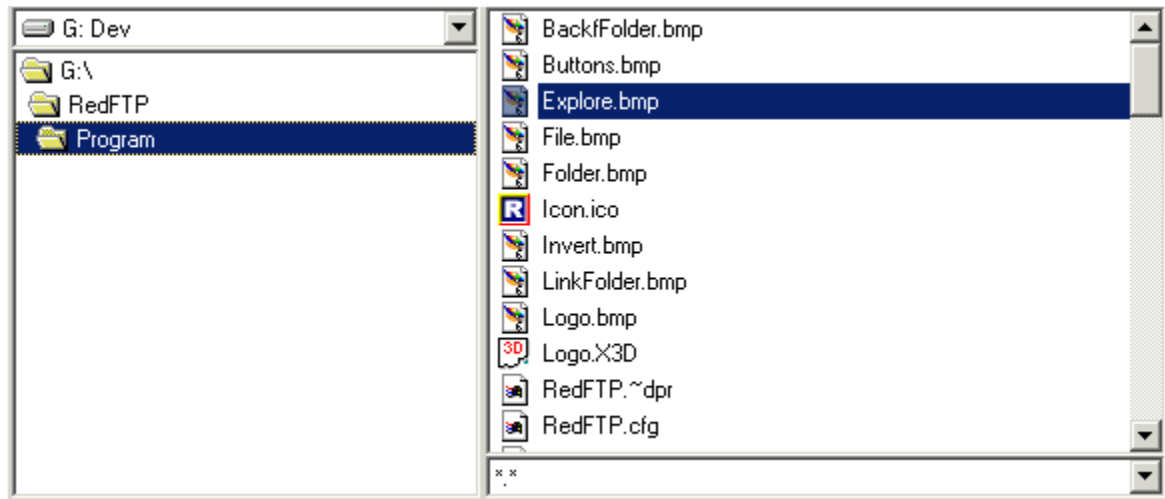 G: Dev
G:\
RedFTP
Program
BackfFolder.bmp
Buttons.bmp
Explore.bmp
File.bmp
Folder.bmp
R Icon.ico
Invert.bmp
LinkFolder.bmp
Logo.bmp
3D Logo.X3D
RedFTP.~dpr
RedFTP.cfg
*.*